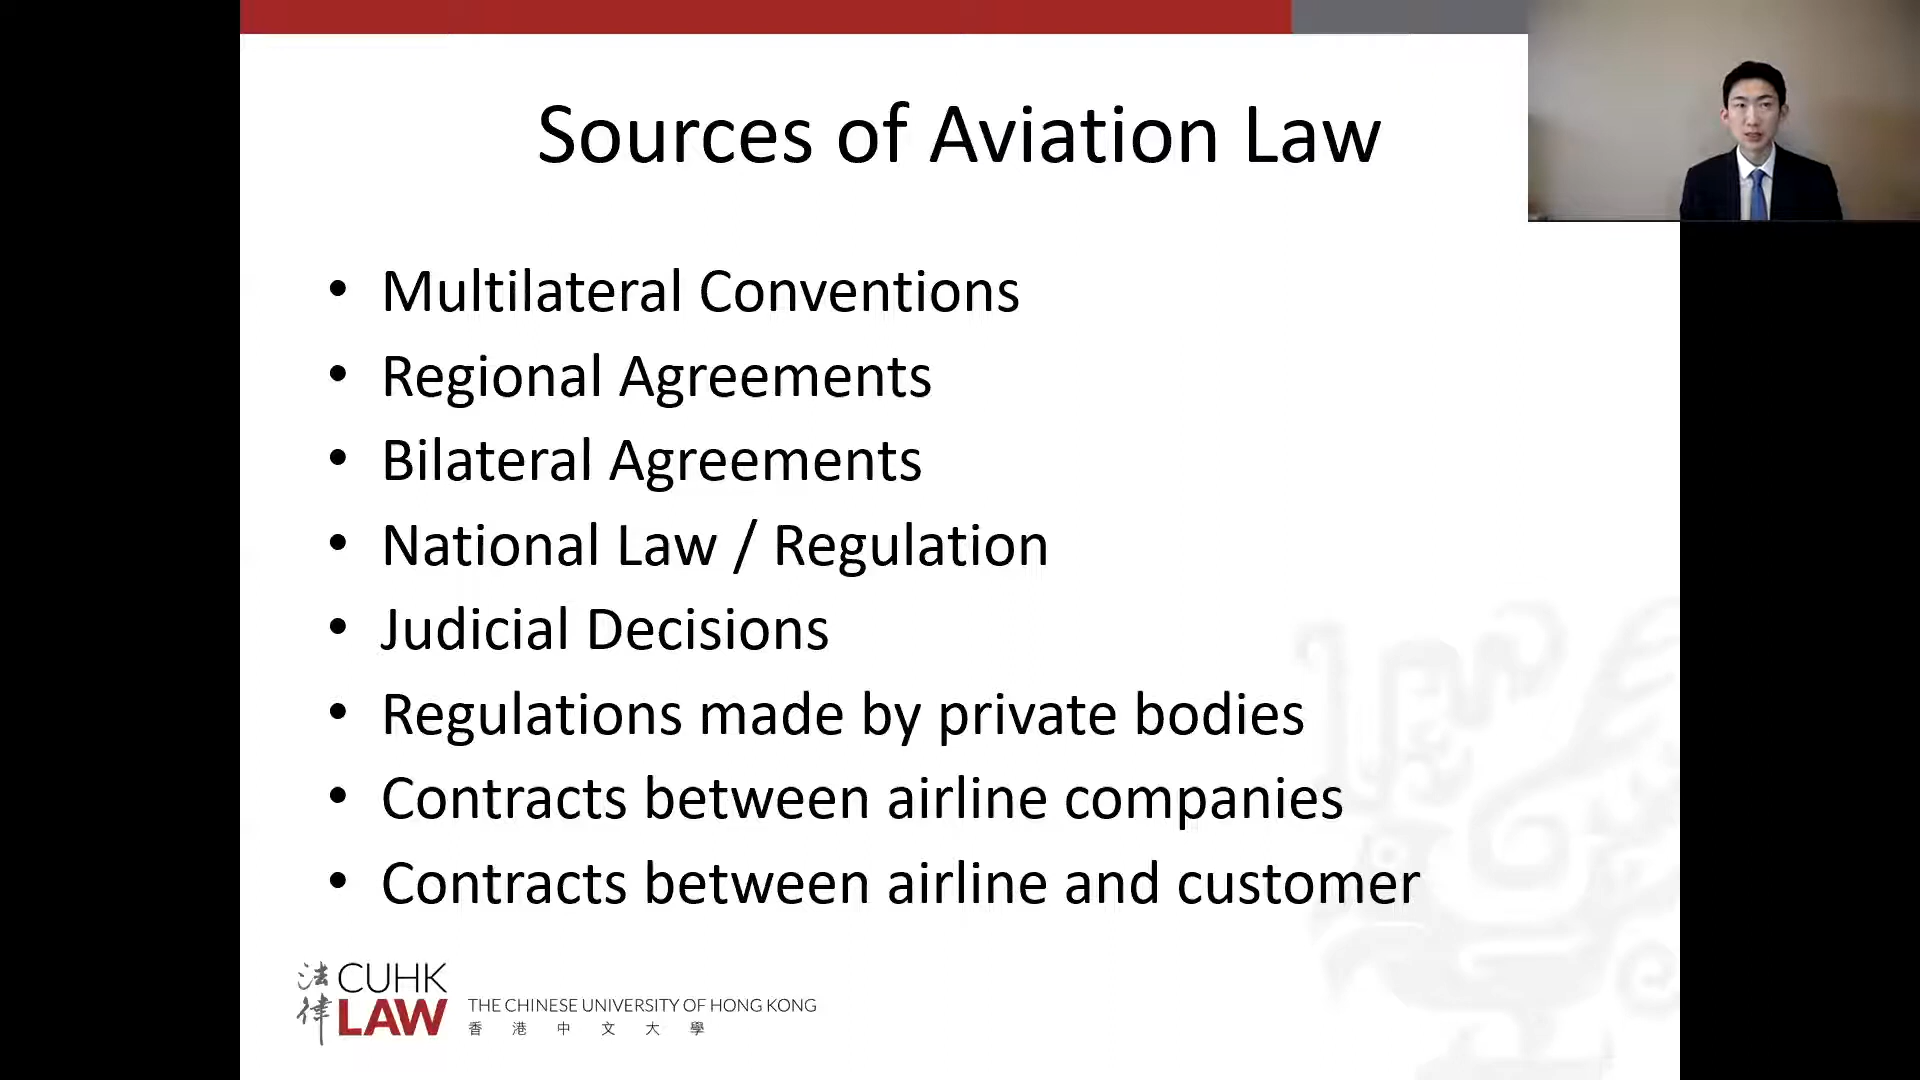 Sources of Aviation Law
• Multilateral Conventions
• Regional Agreements
• Bilateral Agreements
• National Law / Regulation
• Judicial Decisions
• Regulations made by private bodies
• Contracts between airline companies
• Contracts between airline and customer
法律
CUHK
LAW
THE CHINESE UNIVERSITY OF HONG KONG
香港中文大學